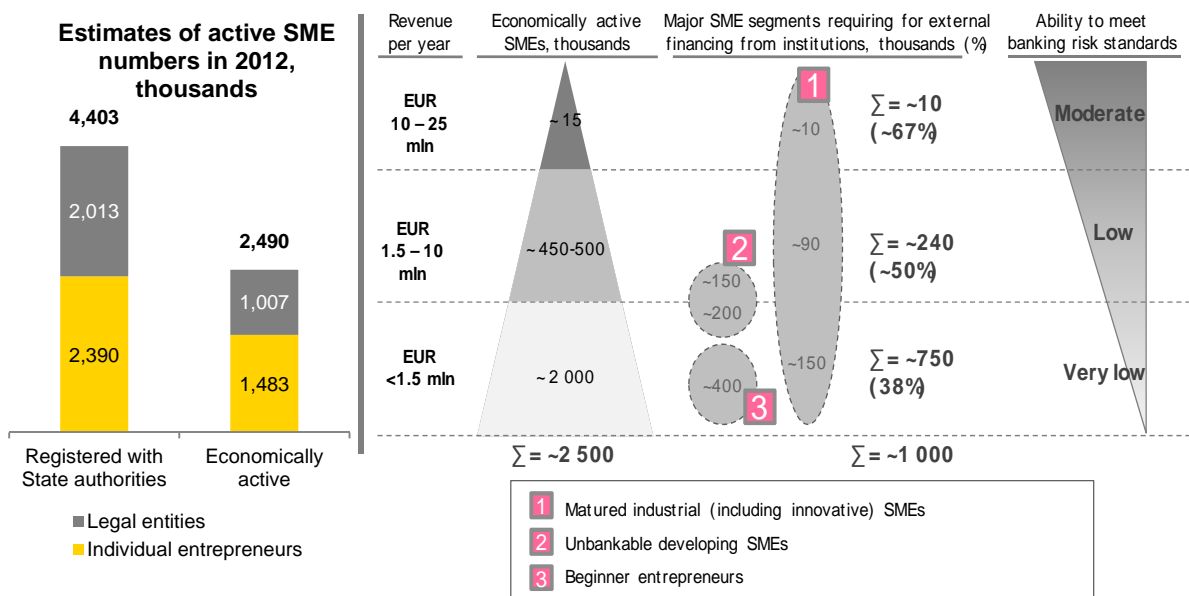 Estimates of active SME
numbers in 2012,
thousands
4,403
2,013
2,390
2,490
1,007
1,483
Registered with
State authorities
Economically
active
Legal entities
Individual entrepreneurs
Revenue
per year
Economically active
SMEs, thousands
Major SME segments requiring for external
financing from institutions, thousands (%)
Ability to meet
banking risk standards
EUR
10 – 25
mln
~ 15
1
~10
∑ = ~10
(~67%)
Moderate
EUR
1.5 – 10
mln
~ 450-500
2
~150
~90
∑ = ~240
(~50%)
Low
~200
EUR
<1.5 mln
~ 2 000
~400
3
~150
∑ = ~750
(38%)
Very low
∑ = ~2 500
∑ = ~1 000
1 Matured industrial (including innovative) SMEs
2 Unbankable developing SMEs
3 Beginner entrepreneurs